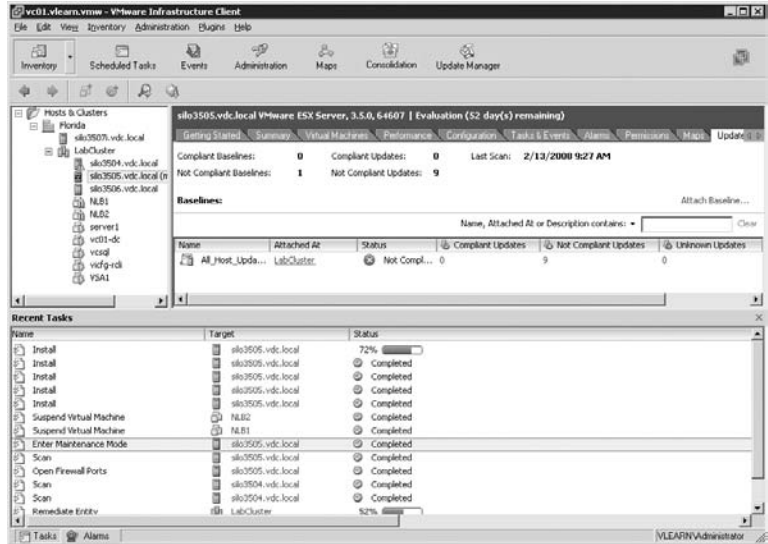 vc01.vlearn.vmw - VMware Infrastructure Client
File Edit View Inventory Administration Plugins Help
Inventory Scheduled Tasks Events Administration Maps Consolidation Update Manager
Hosts & Clusters
Florida
silo3507i.vdc.local
LabCluster
silo3504.vdc.local
silo3505.vdc.local (m
silo3506.vdc.local
NLB1
NLB2
server1
vc01-dc
vcsql
vicfg-rcli
VSA1
silo3505.vdc.local VMware ESX Server, 3.5.0, 64607 | Evaluation (52 day(s) remaining)
Getting Started Summary Virtual Machines Performance Configuration Tasks & Events Alarms Permissions Maps Update
Compliant Baselines: 0 Compliant Updates: 0 Last Scan: 2/13/2008 9:27 AM
Not Compliant Baselines: 1 Not Compliant Updates: 9
Baselines: Attach Baseline...
Name, Attached At or Description contains: Clear
Name Attached At Status Compliant Updates Not Compliant Updates Unknown Updates
All_Host_Upda... LabCluster Not Compl... 0 9 0
Recent Tasks
Name Target Status
Install silo3505.vdc.local 72%
Install silo3505.vdc.local Completed
Install silo3505.vdc.local Completed
Install silo3505.vdc.local Completed
Install silo3505.vdc.local Completed
Suspend Virtual Machine NLB2 Completed
Suspend Virtual Machine NLB1 Completed
Enter Maintenance Mode silo3505.vdc.local Completed
Scan silo3505.vdc.local Completed
Open Firewall Ports silo3505.vdc.local Completed
Scan silo3504.vdc.local Completed
Scan silo3504.vdc.local Completed
Remediate Entity LabCluster 52%
Tasks Alarms VLEARN\Administrator